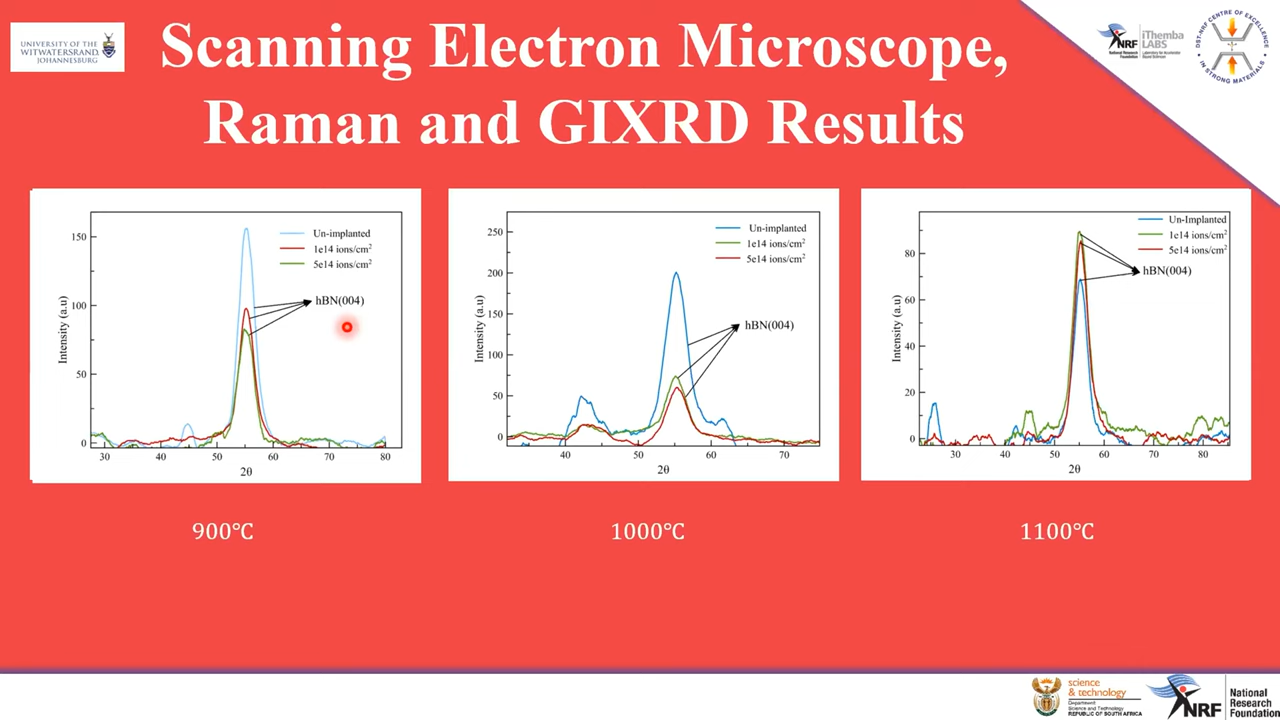 UNIVERSITY OF THE
WITWATERSRAND,
JOHANNESBURG
Scanning Electron Microscope,
Raman and GIXRD Results
NRF
National Research
Foundation
iThemba
LABS
Laboratory for Accelerator
Based Sciences
DST-NRF CENTRE OF EXCELLENCE
IN STRONG MATERIALS
150
100
50
0
Intensity (a.u)
30 40 50 60 70 80
2θ
Un-implanted
1e14 ions/cm²
5e14 ions/cm²
hBN(004)
900℃
250
200
150
100
50
0
Intensity (a.u)
40 50 60 70
2θ
Un-implanted
1e14 ions/cm²
5e14 ions/cm²
hBN(004)
1000℃
80
60
40
20
0
Intensity (a.u)
30 40 50 60 70 80
2θ
Un-Implanted
1e14 ions/cm²
5e14 ions/cm²
hBN(004)
1100℃
science
& technology
Department:
Science and Technology
REPUBLIC OF SOUTH AFRICA
NRF
National
Research
Foundation